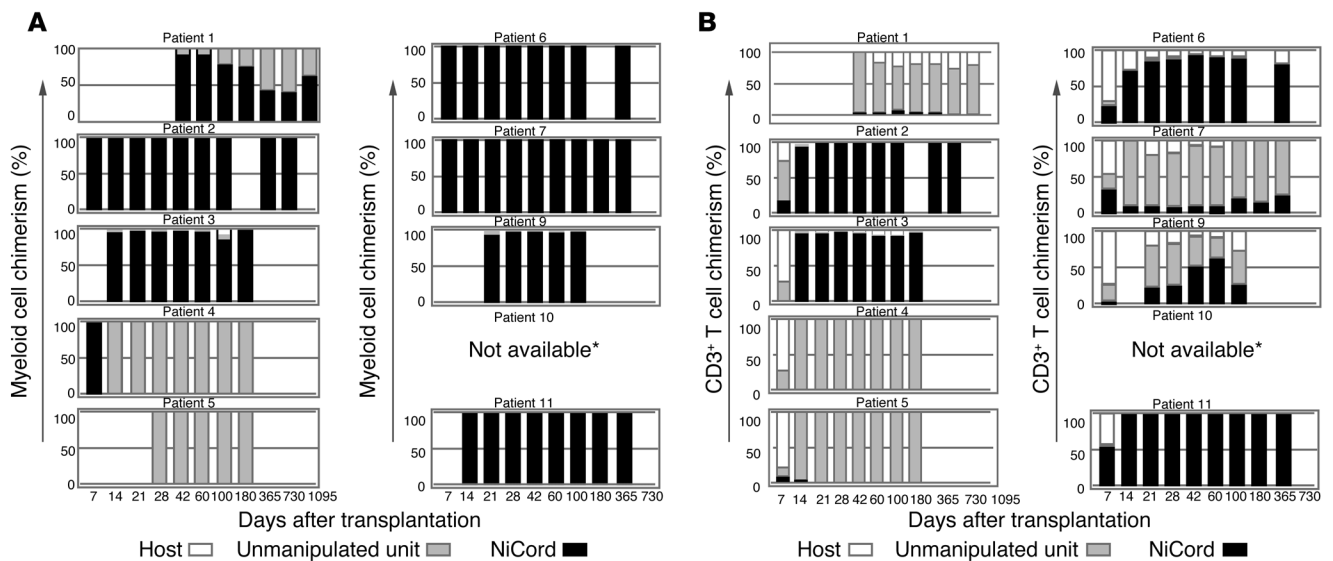 A
B
Patient 1
100
50
0
Patient 2
100
50
0
Patient 3
100
50
0
Patient 4
100
50
0
Patient 5
100
50
0
Myeloid cell chimerism (%)
7 14 21 28 42 60 100 180 365 730 1095
Patient 6
100
50
0
Patient 7
100
50
0
Patient 9
100
50
0
Patient 10
Not available*
Patient 11
100
50
0
Myeloid cell chimerism (%)
7 14 21 28 42 60 100 180 365 730
Days after transplantation
Host Unmanipulated unit NiCord
Patient 1
100
50
0
Patient 2
100
50
0
Patient 3
100
50
0
Patient 4
100
50
0
Patient 5
100
50
0
CD3⁺ T cell chimerism (%)
7 14 21 28 42 60 100 180 365 730 1095
Patient 6
100
50
0
Patient 7
100
50
0
Patient 9
100
50
0
Patient 10
Not available*
Patient 11
100
50
0
CD3⁺ T cell chimerism (%)
7 14 21 28 42 60 100 180 365 730
Days after transplantation
Host Unmanipulated unit NiCord